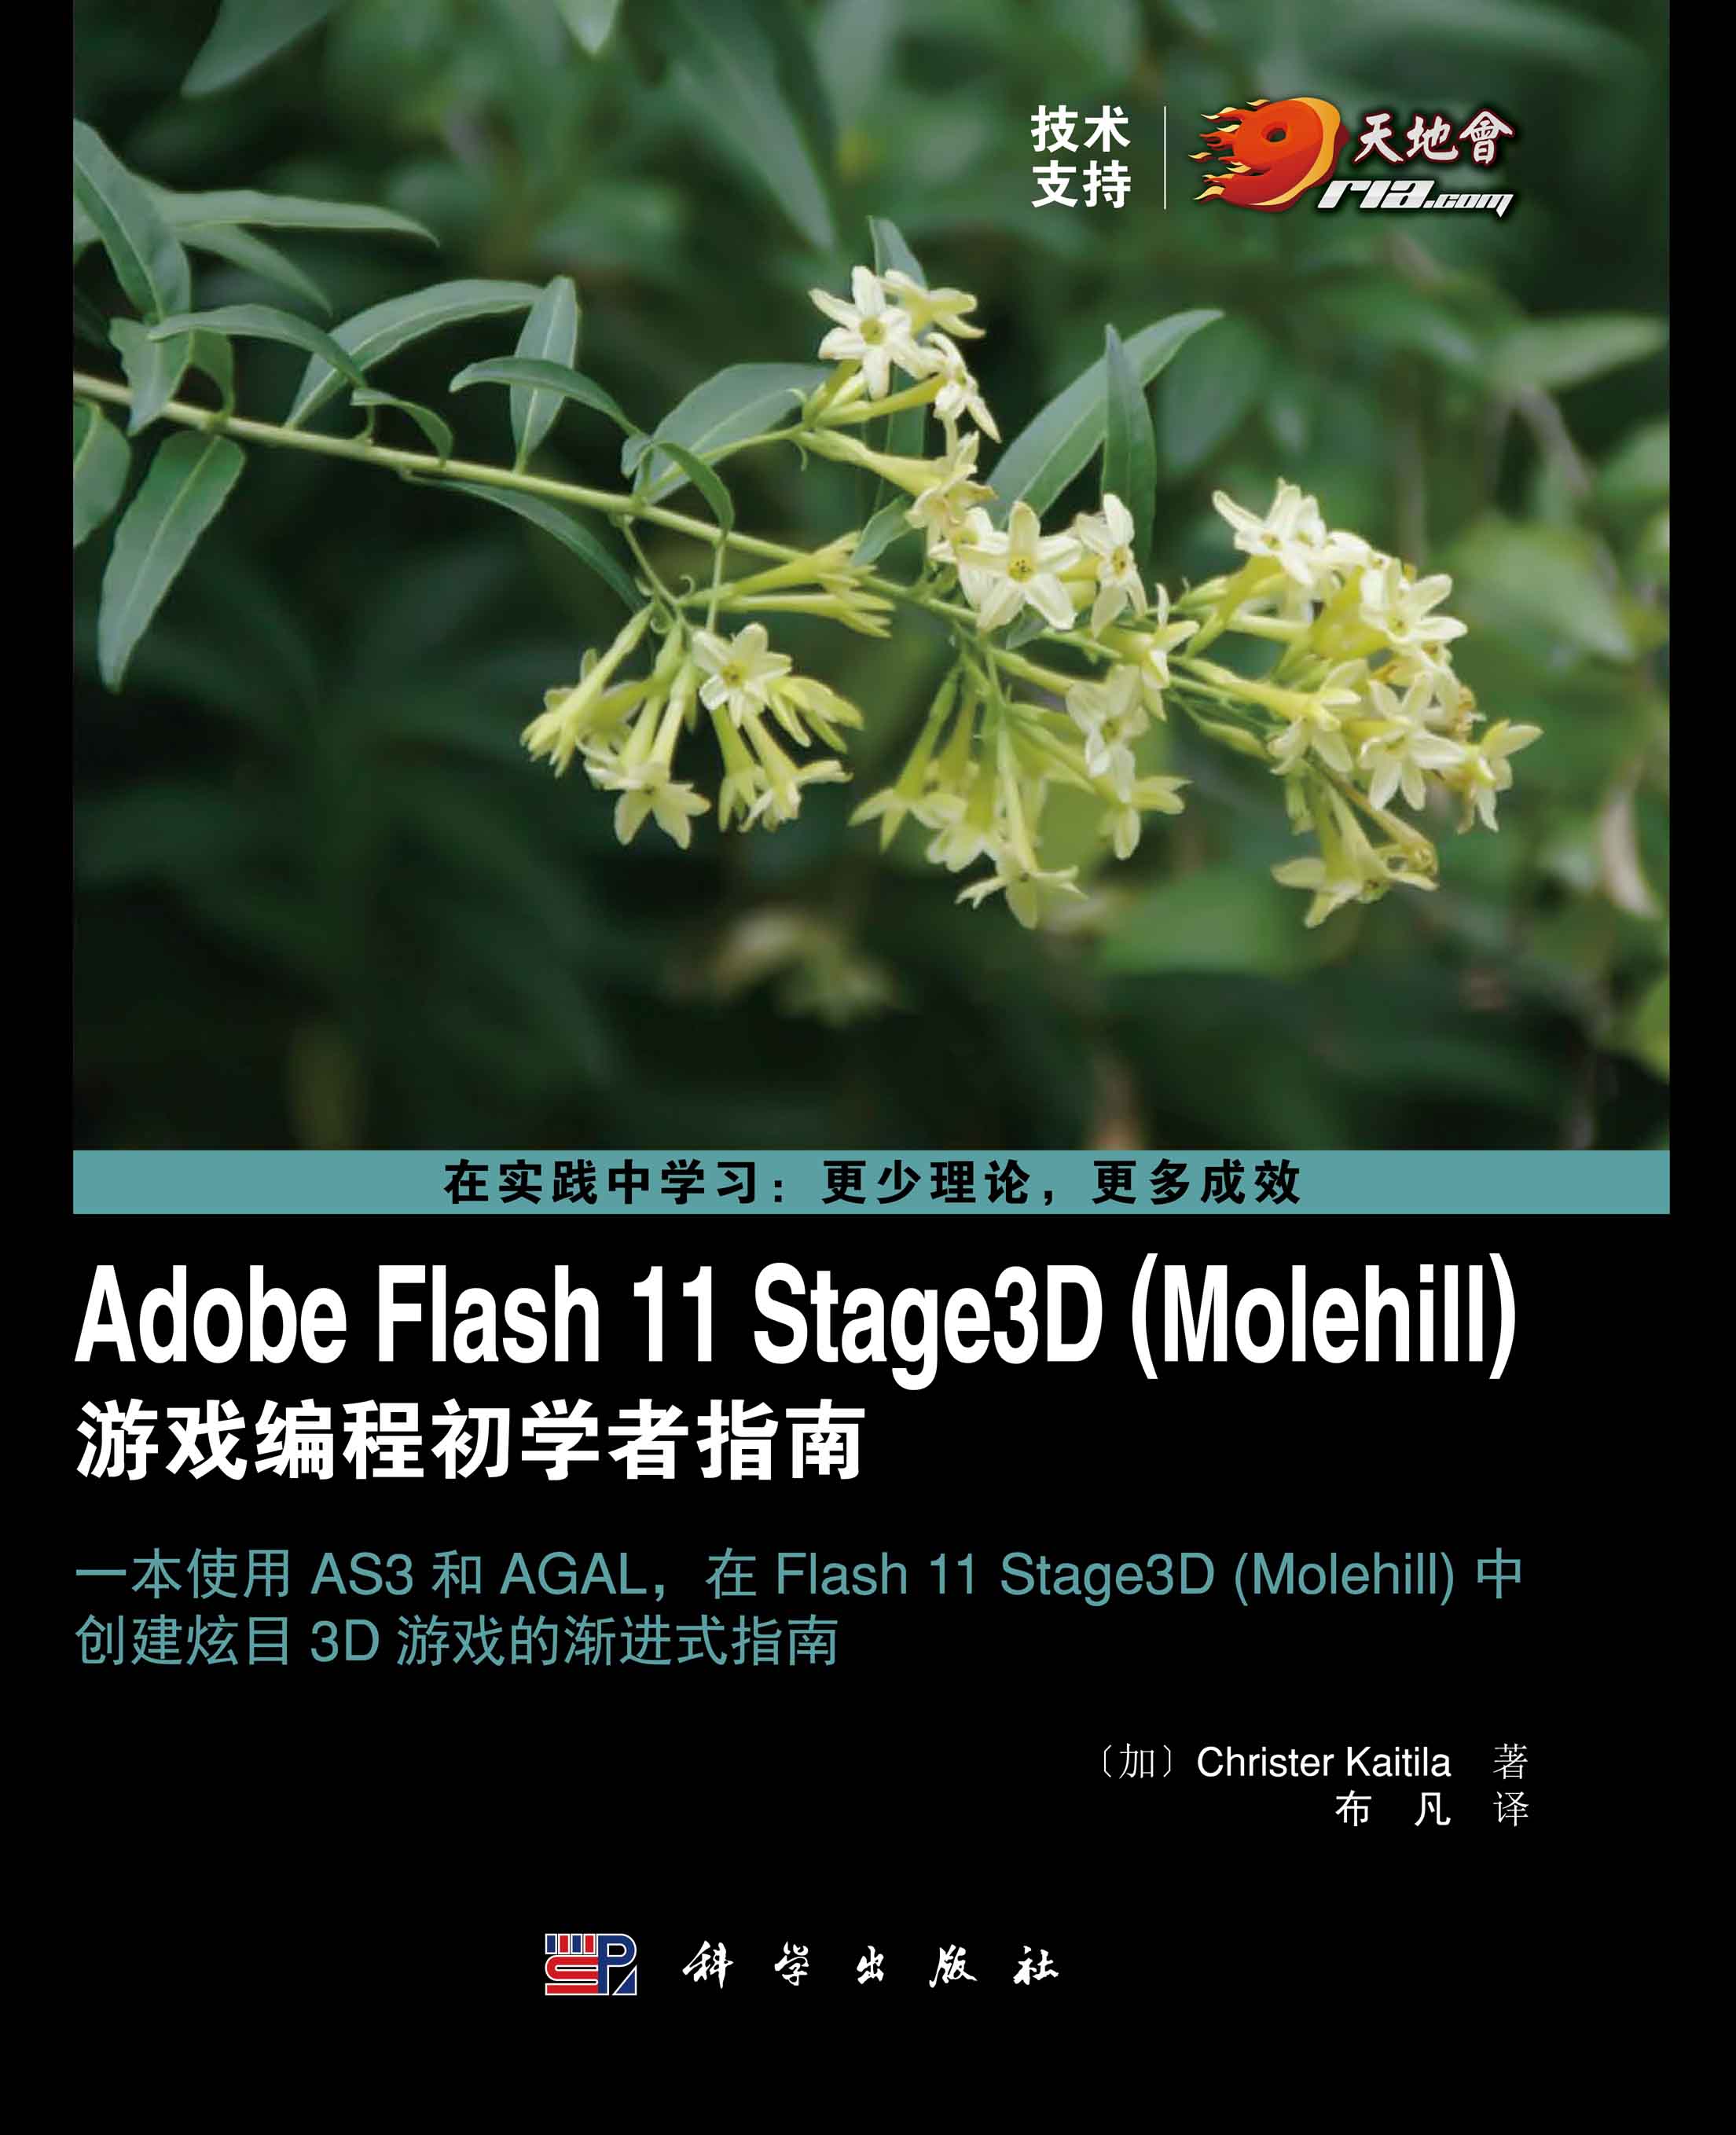 技术
支持
天地會
9ria.com
在实践中学习：更少理论，更多成效
Adobe Flash 11 Stage3D (Molehill)
游戏编程初学者指南
一本使用 AS3 和 AGAL，在 Flash 11 Stage3D (Molehill) 中
创建炫目 3D 游戏的渐进式指南
〔加〕Christer Kaitila 著
布 凡 译
科学出版社